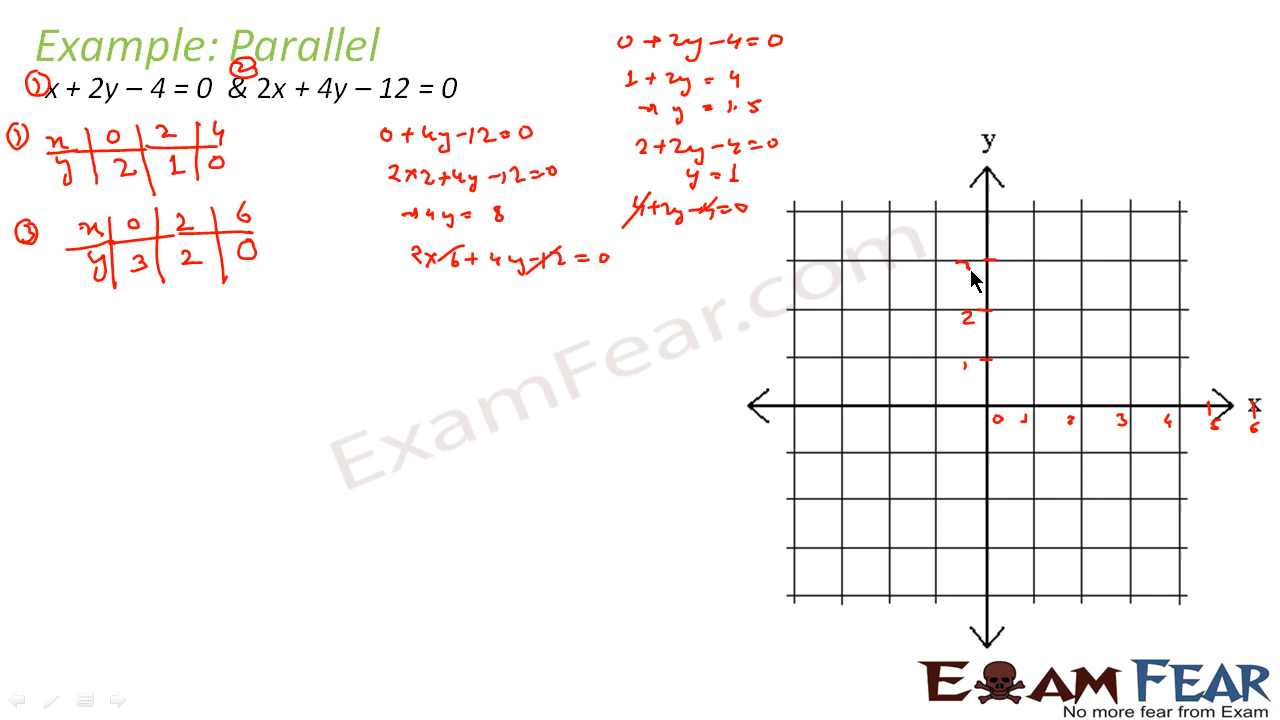 Example: Parallel
① x + 2y – 4 = 0 & ② 2x + 4y – 12 = 0
① x | 0 | 2 | 4
y | 2 | 1 | 0
② x | 0 | 2 | 6
y | 3 | 2 | 0
0 + 4y - 12 = 0
2 x 2 + 4y - 12 = 0
→ 4y = 8
2 x 6 + 4y - 12 = 0
0 + 2y - 4 = 0
1 + 2y = 4
→ y = 1.5
2 + 2y - 4 = 0
y = 1
4 + 2y - 4 = 0
y
2
1
0 1 2 3 4 5 6
x
ExamFear.com
EXAM FEAR
No more fear from Exam